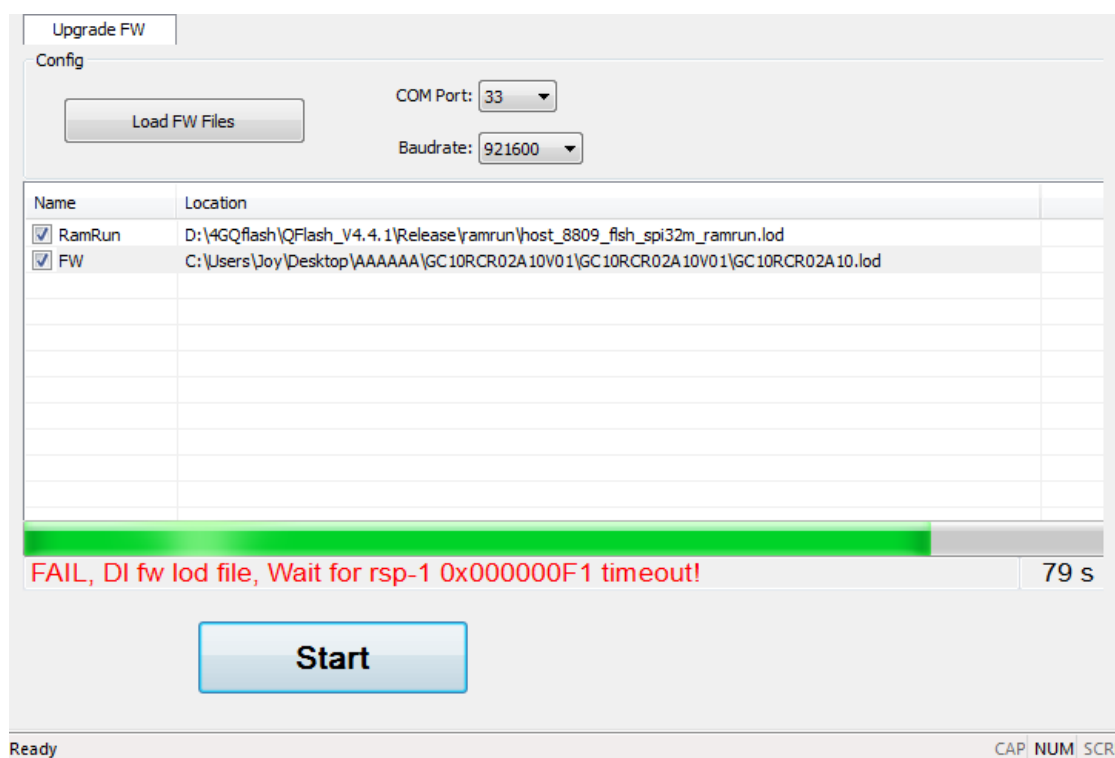 Upgrade FW
Config
Load FW Files
COM Port: 33
Baudrate: 921600
Name Location
RamRun D:\4GQflash\QFlash_V4.4.1\Release\ramrun\host_8809_flsh_spi32m_ramrun.lod
FW C:\Users\Joy\Desktop\AAAAAA\GC10RCR02A10V01\GC10RCR02A10V01\GC10RCR02A10.lod
FAIL, Dl fw lod file, Wait for rsp-1 0x000000F1 timeout! 79 s
Start
Ready CAP NUM SCR